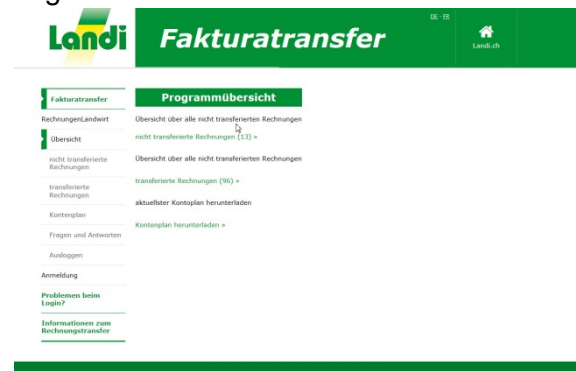 DE - FR
Landi
Fakturatransfer
Landi.ch
Fakturatransfer
RechnungenLandwirt
Übersicht
nicht transferierte
Rechnungen
transferierte
Rechnungen
Kontenplan
Fragen und Antworten
Ausloggen
Anmeldung
Problemen beim
Login?
Informationen zum
Rechnungstransfer
Programmübersicht
Übersicht über alle nicht transferierten Rechnungen
nicht transferierte Rechnungen (13) »
Übersicht über alle nicht transferierten Rechnungen
transferierte Rechnungen (96) »
aktuellster Kontoplan herunterladen
Kontenplan herunterladen »